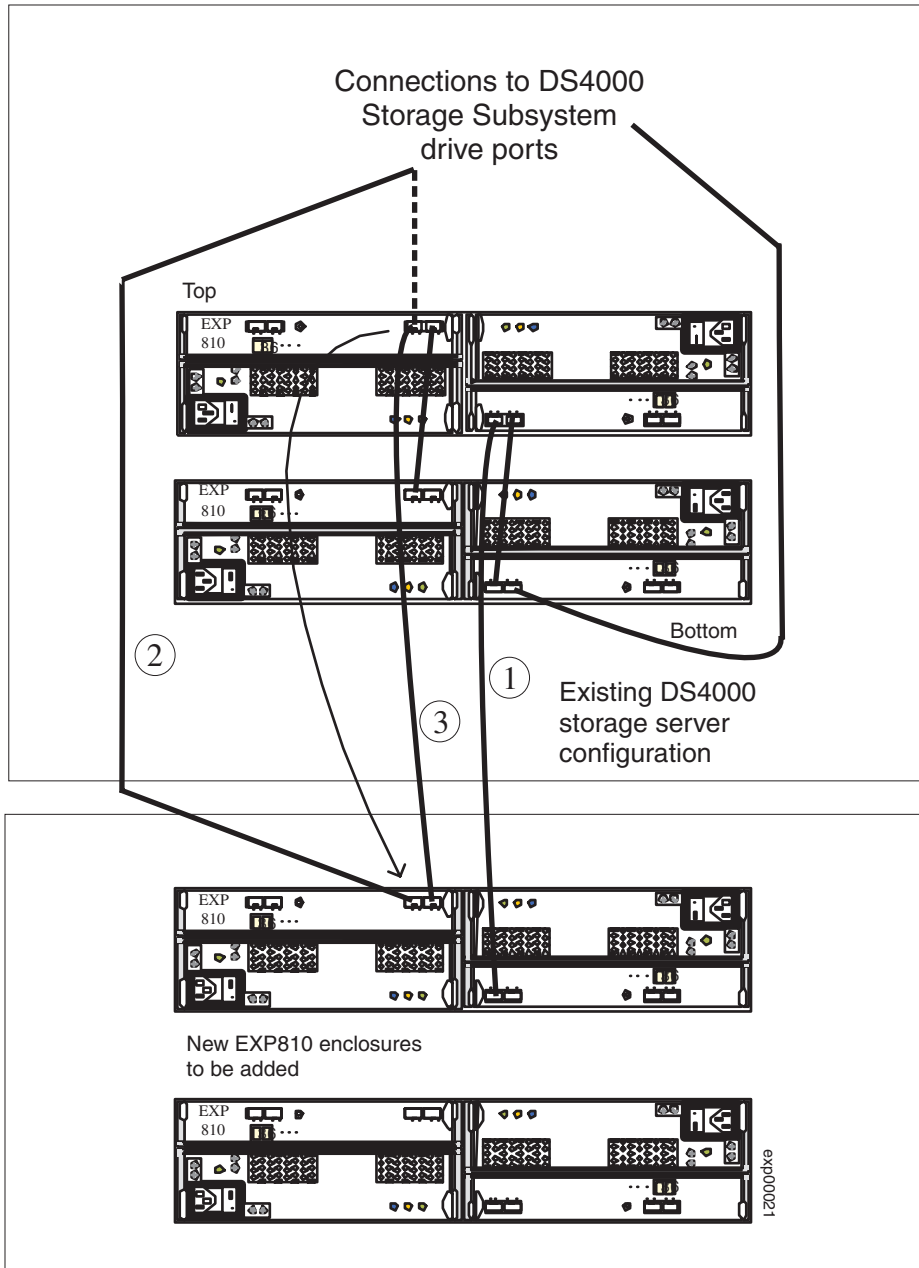 Connections to DS4000
Storage Subsystem
drive ports
Top
EXP
810
EXP
810
Bottom
2
1
3
Existing DS4000
storage server
configuration
EXP
810
New EXP810 enclosures
to be added
EXP
810
exp00021